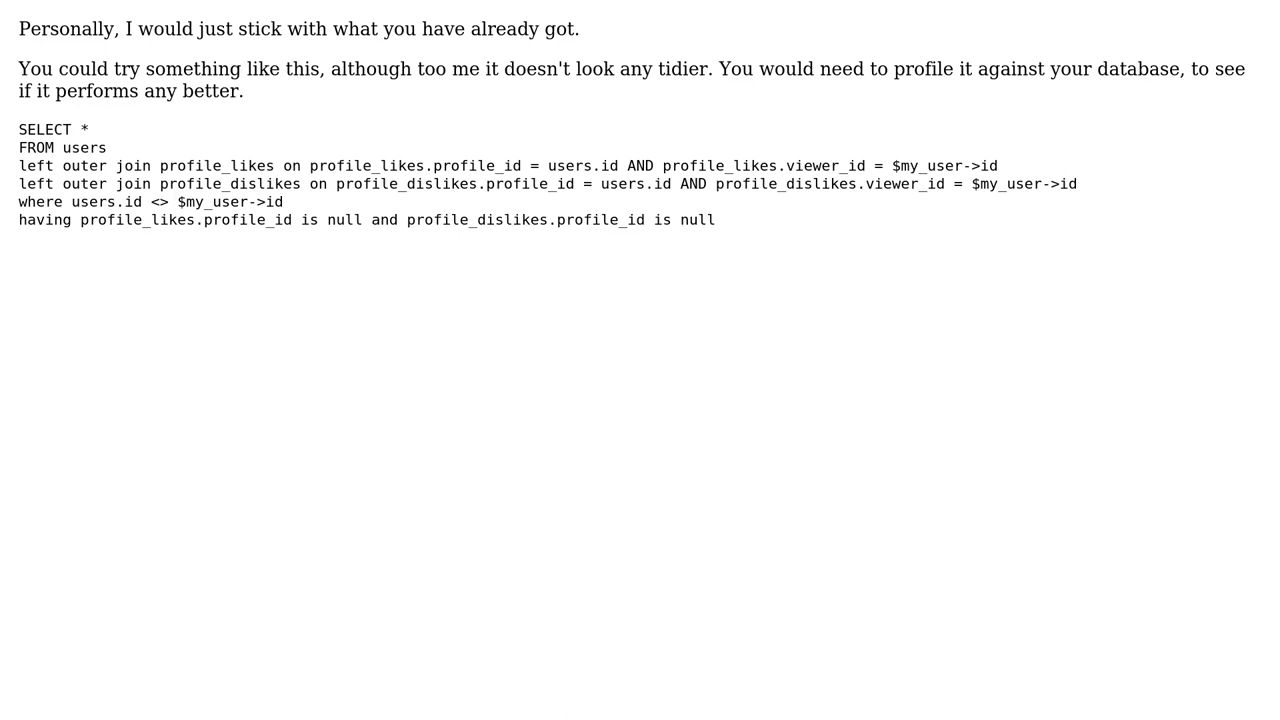 Personally, I would just stick with what you have already got.
You could try something like this, although too me it doesn't look any tidier. You would need to profile it against your database, to see
if it performs any better.
SELECT *
FROM users
left outer join profile_likes on profile_likes.profile_id = users.id AND profile_likes.viewer_id = $my_user->id
left outer join profile_dislikes on profile_dislikes.profile_id = users.id AND profile_dislikes.viewer_id = $my_user->id
where users.id <> $my_user->id
having profile_likes.profile_id is null and profile_dislikes.profile_id is null